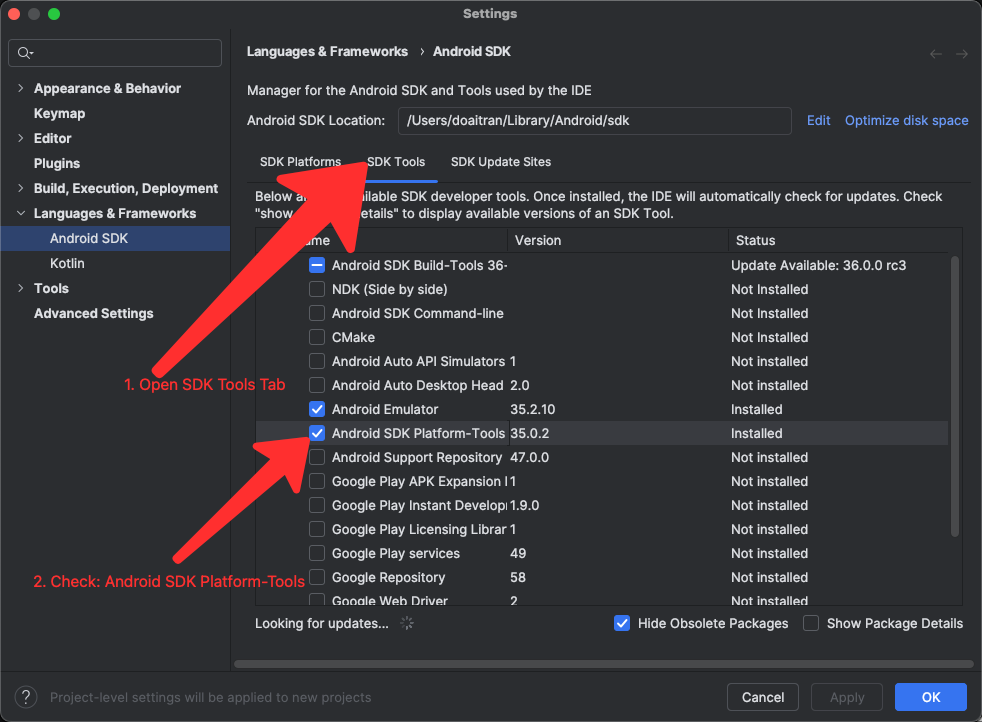 Settings
Languages & Frameworks › Android SDK
Appearance & Behavior
Keymap
Editor
Plugins
Build, Execution, Deployment
Languages & Frameworks
Android SDK
Kotlin
Tools
Advanced Settings
Manager for the Android SDK and Tools used by the IDE
Android SDK Location: /Users/doaitran/Library/Android/sdk Edit Optimize disk space
SDK Platforms SDK Tools SDK Update Sites
Below a ilable SDK developer tools. Once installed, the IDE will automatically check for updates. Check
"show etails" to display available versions of an SDK Tool.
me Version Status
Android SDK Build-Tools 36- Update Available: 36.0.0 rc3
NDK (Side by side) Not Installed
Android SDK Command-line Not Installed
CMake Not Installed
Android Auto API Simulators 1 Not installed
Android Auto Desktop Head 2.0 Not installed
Android Emulator 35.2.10 Installed
Android SDK Platform-Tools 35.0.2 Installed
Android Support Repository 47.0.0 Not installed
Google Play APK Expansion 1 Not installed
Google Play Instant Develop 1.9.0 Not installed
Google Play Licensing Librar 1 Not installed
Google Play services 49 Not installed
Google Repository 58 Not installed
Google Web Driver 2 Not installed
1. Open SDK Tools Tab
2. Check: Android SDK Platform-Tools
Looking for updates... Hide Obsolete Packages Show Package Details
? Project-level settings will be applied to new projects
Cancel Apply OK